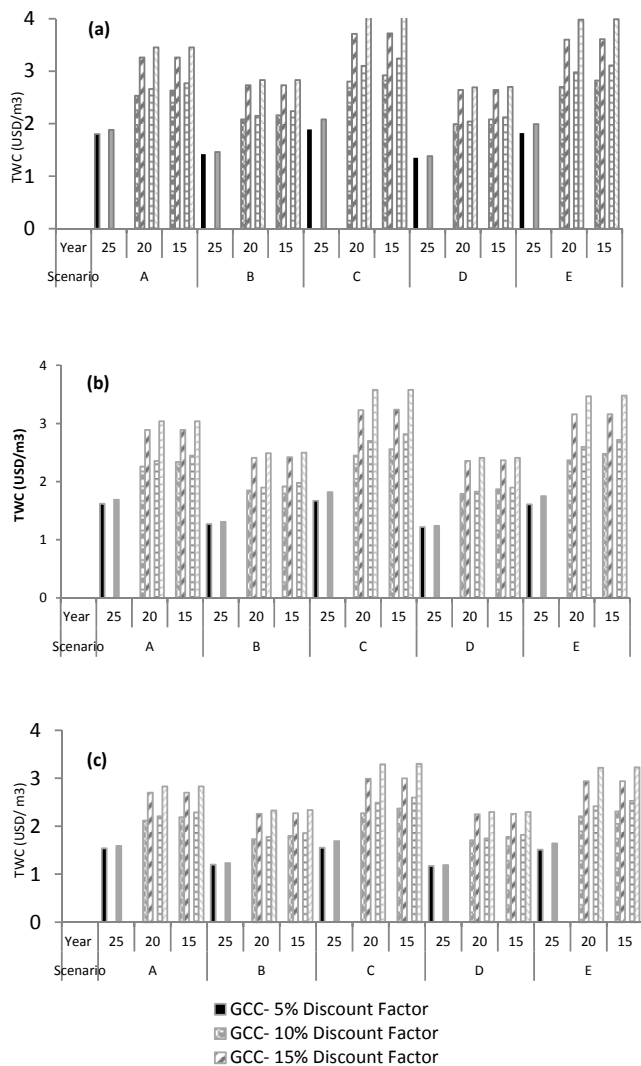 (a)
TWC (USD/m3)
4
3
2
1
0
Year 25 20 15 25 20 15 25 20 15 25 20 15 25 20 15
Scenario A B C D E
(b)
TWC (USD/m3)
4
3
2
1
0
Year 25 20 15 25 20 15 25 20 15 25 20 15 25 20 15
Scenario A B C D E
(c)
TWC (USD/ m3)
4
3
2
1
0
Year 25 20 15 25 20 15 25 20 15 25 20 15 25 20 15
Scenario A B C D E
GCC- 5% Discount Factor
GCC- 10% Discount Factor
GCC- 15% Discount Factor